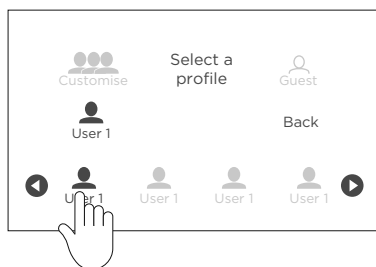 Select a
profile
Customise
Guest
User 1
Back
User 1
User 1
User 1
User 1